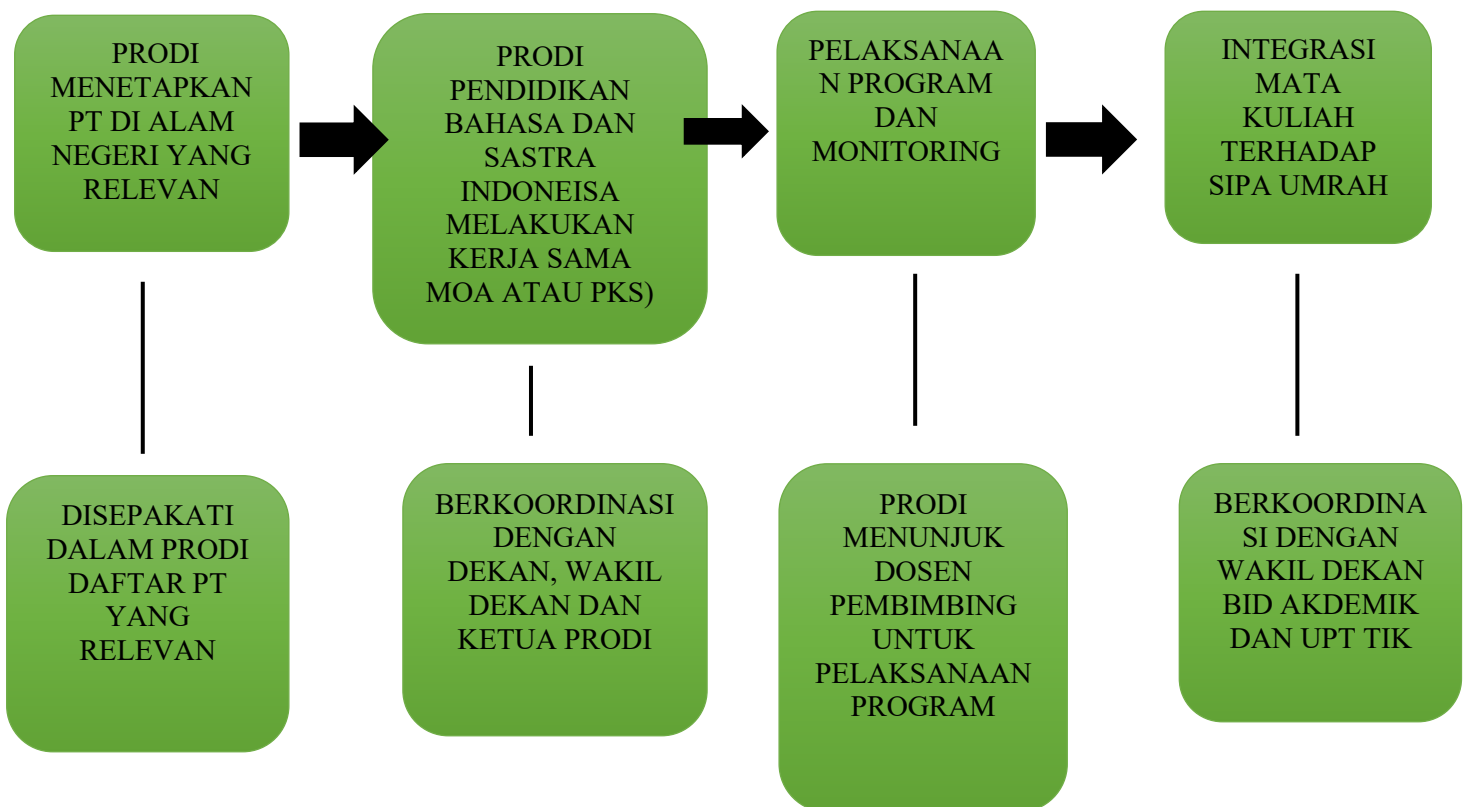 PRODI
MENETAPKAN
PT DI ALAM
NEGERI YANG
RELEVAN
PRODI
PENDIDIKAN
BAHASA DAN
SASTRA
INDONEISA
MELAKUKAN
KERJA SAMA
MOA ATAU PKS)
PELAKSANAA
N PROGRAM
DAN
MONITORING
INTEGRASI
MATA
KULIAH
TERHADAP
SIPA UMRAH
DISEPAKATI
DALAM PRODI
DAFTAR PT
YANG
RELEVAN
BERKOORDINASI
DENGAN
DEKAN, WAKIL
DEKAN DAN
KETUA PRODI
PRODI
MENUNJUK
DOSEN
PEMBIMBING
UNTUK
PELAKSANAAN
PROGRAM
BERKOORDINA
SI DENGAN
WAKIL DEKAN
BID AKDEMIK
DAN UPT TIK